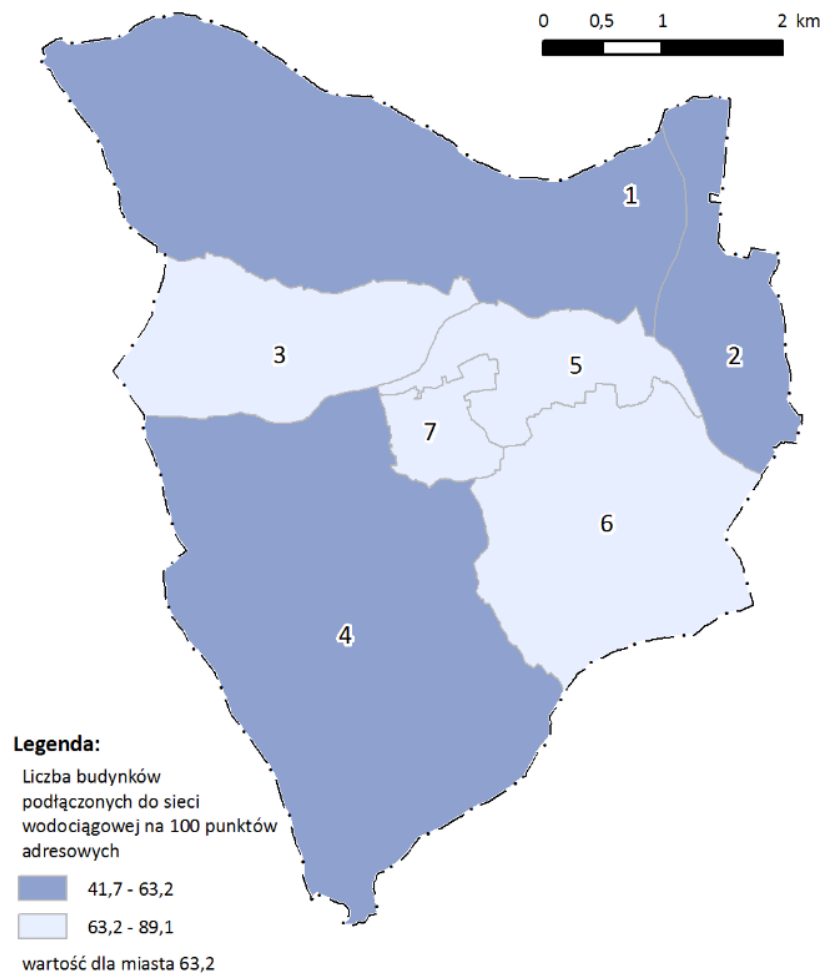 0 0,5 1 2 km
1
2
3
5
7
6
4
Legenda:
Liczba budynków
podłączonych do sieci
wodociągowej na 100 punktów
adresowych
41,7 - 63,2
63,2 - 89,1
wartość dla miasta 63,2